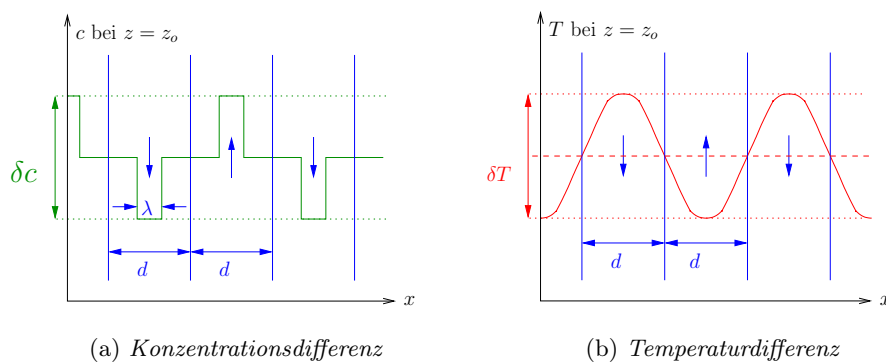 c bei z = z_o
δc
λ
d
d
x
(a) Konzentrationsdifferenz
T bei z = z_o
δT
d
d
x
(b) Temperaturdifferenz